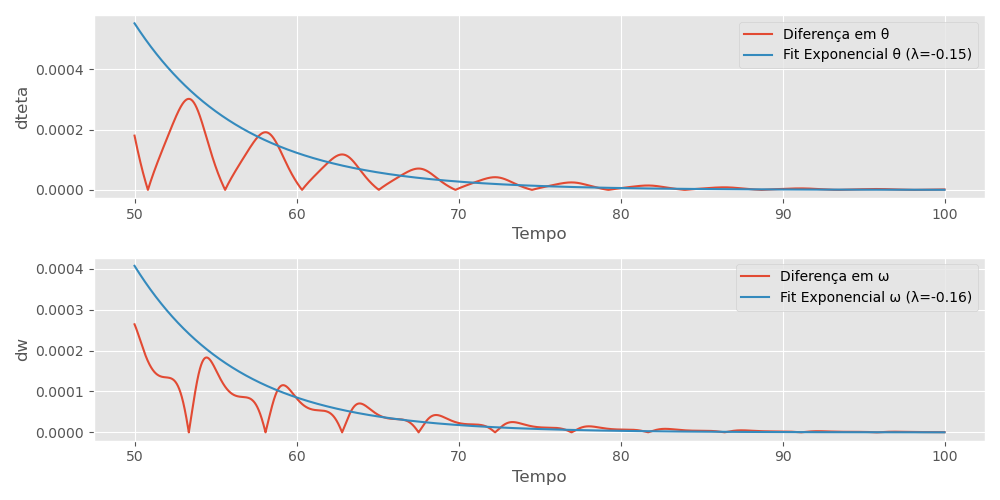 0.0004
0.0002
0.0000
dteta
50 60 70 80 90 100
Tempo
Diferença em θ
Fit Exponencial θ (λ=-0.15)
0.0004
0.0003
0.0002
0.0001
0.0000
dw
50 60 70 80 90 100
Tempo
Diferença em ω
Fit Exponencial ω (λ=-0.16)